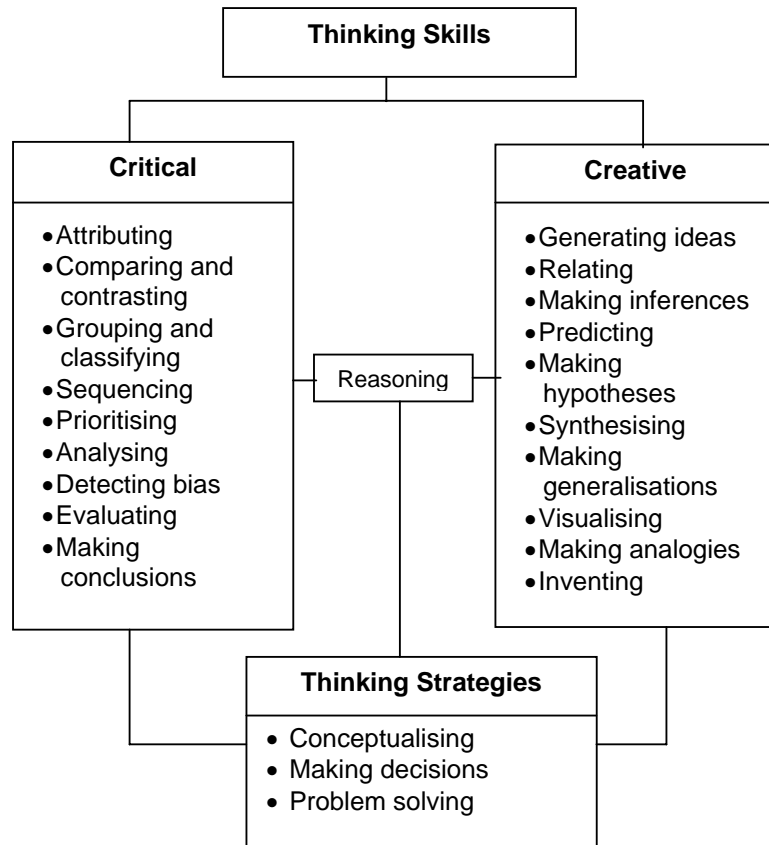 Thinking Skills
Critical
•Attributing
•Comparing and
contrasting
•Grouping and
classifying
•Sequencing
•Prioritising
•Analysing
•Detecting bias
•Evaluating
•Making
conclusions
Reasoning
Creative
•Generating ideas
•Relating
•Making inferences
•Predicting
•Making
hypotheses
•Synthesising
•Making
generalisations
•Visualising
•Making analogies
•Inventing
Thinking Strategies
• Conceptualising
• Making decisions
• Problem solving